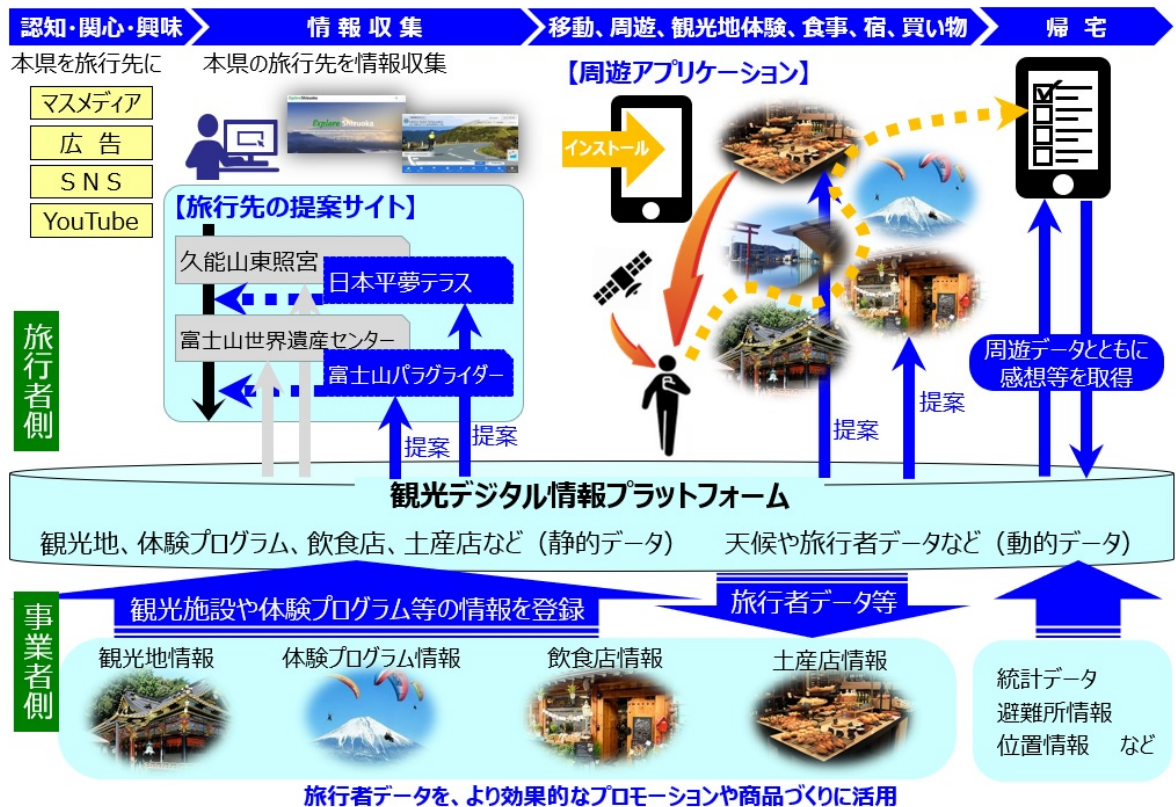 認知・関心・興味
情報収集
移動、周遊、観光地体験、食事、宿、買い物
帰宅
本県を旅行先に
マスメディア
広告
SNS
YouTube
本県の旅行先を情報収集
Explore Shizuoka
【旅行先の提案サイト】
久能山東照宮
日本平夢テラス
富士山世界遺産センター
富士山パラグライダー
提案
提案
【周遊アプリケーション】
インストール
提案
提案
周遊データとともに
感想等を取得
旅行者側
観光デジタル情報プラットフォーム
観光地、体験プログラム、飲食店、土産店など（静的データ）
天候や旅行者データなど（動的データ）
事業者側
観光施設や体験プログラム等の情報を登録
旅行者データ等
観光地情報
体験プログラム情報
飲食店情報
土産店情報
統計データ
避難所情報
位置情報　など
旅行者データを、より効果的なプロモーションや商品づくりに活用